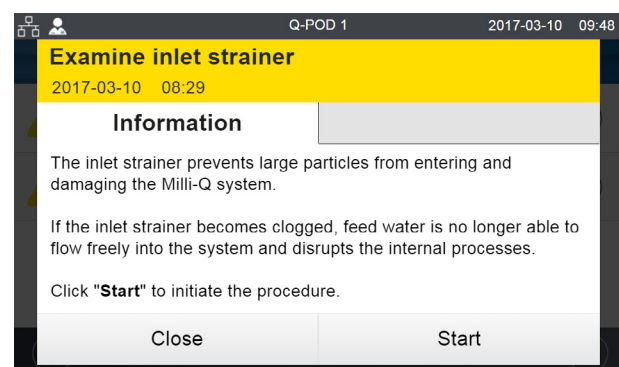 Q-POD 1 2017-03-10 09:48
Examine inlet strainer
2017-03-10 08:29
Information
The inlet strainer prevents large particles from entering and
damaging the Milli-Q system.
If the inlet strainer becomes clogged, feed water is no longer able to
flow freely into the system and disrupts the internal processes.
Click "Start" to initiate the procedure.
Close Start